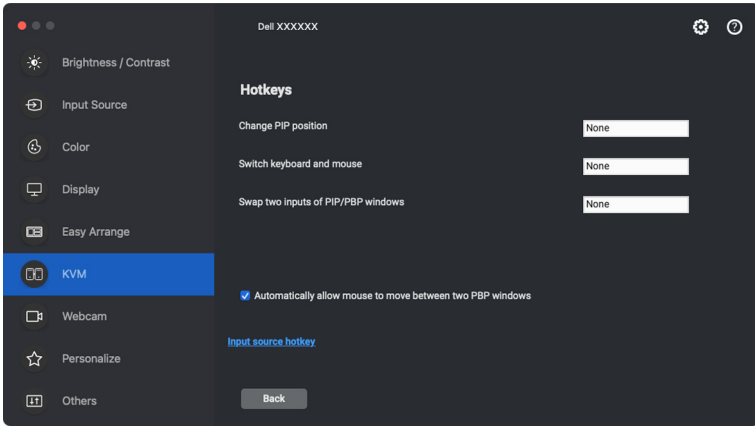 Dell XXXXXX
Brightness / Contrast
Input Source
Color
Display
Easy Arrange
KVM
Webcam
Personalize
Others
Hotkeys
Change PIP position
None
Switch keyboard and mouse
None
Swap two inputs of PIP/PBP windows
None
Automatically allow mouse to move between two PBP windows
Input source hotkey
Back